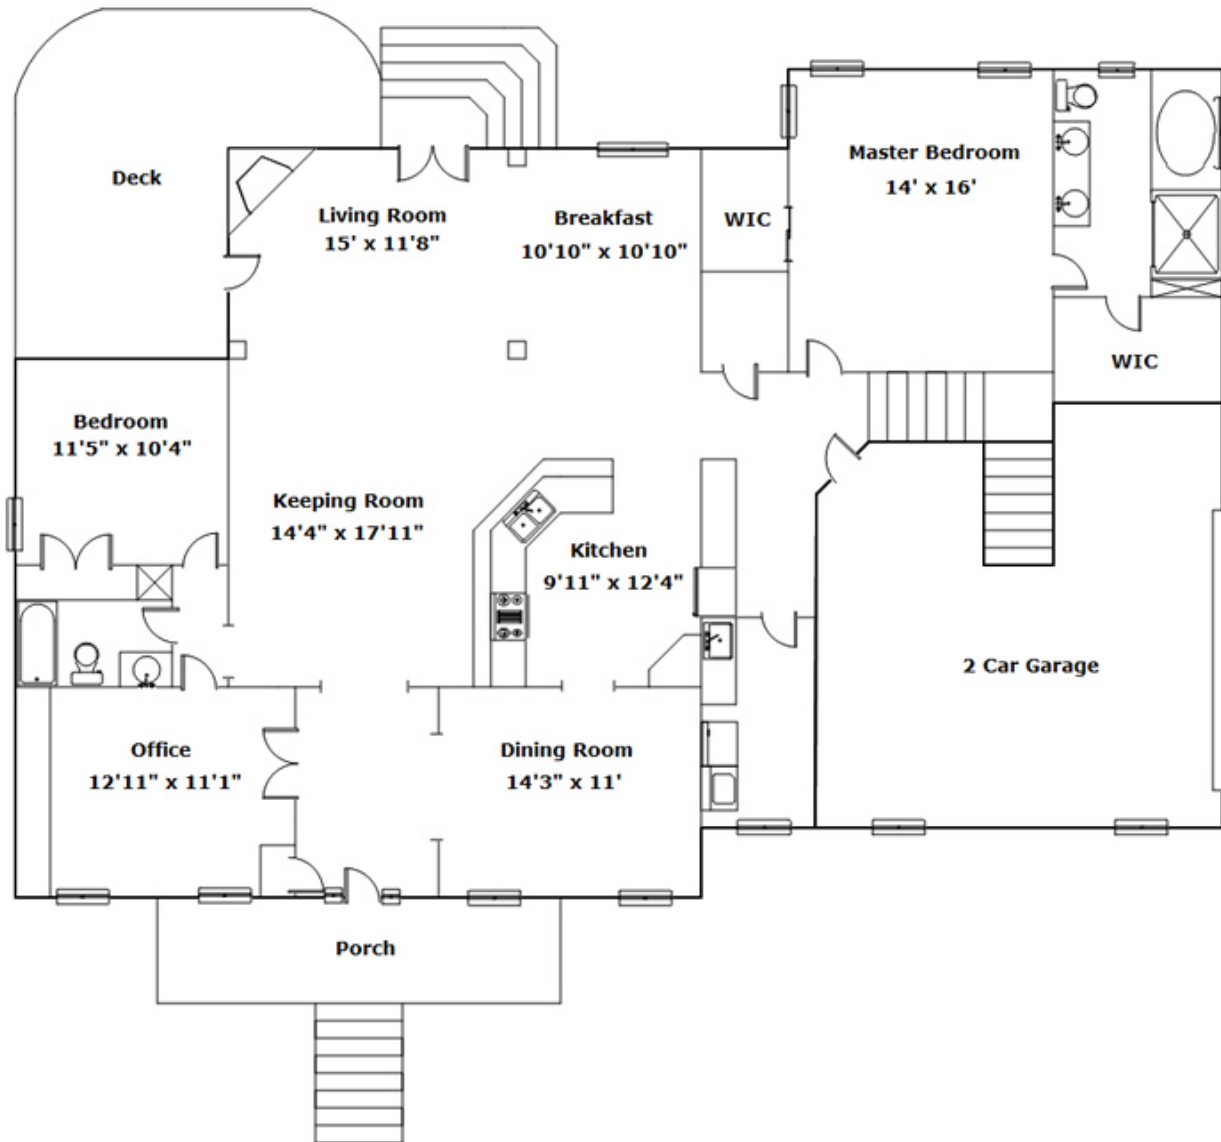 Deck
Living Room
15' x 11'8"
Breakfast
10'10" x 10'10"
WIC
Master Bedroom
14' x 16'
WIC
Bedroom
11'5" x 10'4"
Keeping Room
14'4" x 17'11"
Kitchen
9'11" x 12'4"
2 Car Garage
Office
12'11" x 11'1"
Dining Room
14'3" x 11'
Porch